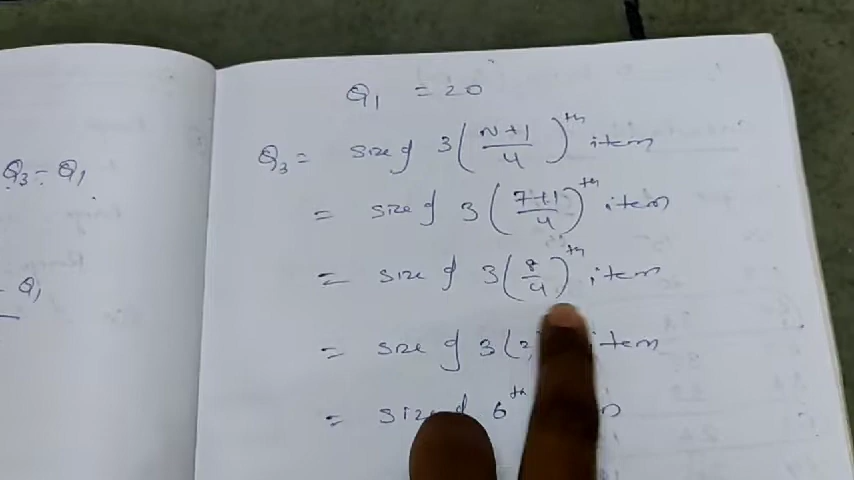 Q3 - Q1
- Q1
Q1 = 20
Q3 = size of 3(N+1/4)th item
= size of 3(7+1/4)th item
= size of 3(8/4)th item
= size of 3(2 item
= size of 6th